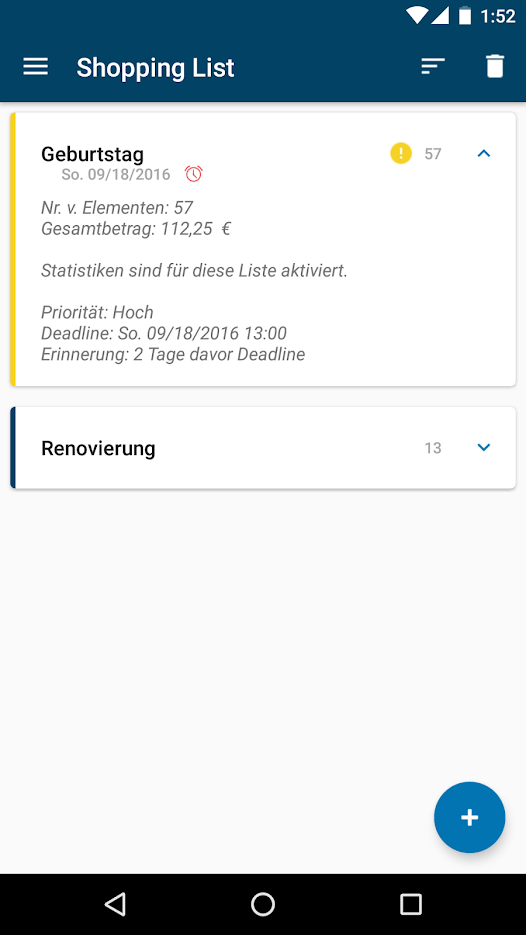 1:52
Shopping List
Geburtstag
57
So. 09/18/2016
Nr. v. Elementen: 57
Gesamtbetrag: 112,25 €
Statistiken sind für diese Liste aktiviert.
Priorität: Hoch
Deadline: So. 09/18/2016 13:00
Erinnerung: 2 Tage davor Deadline
Renovierung
13